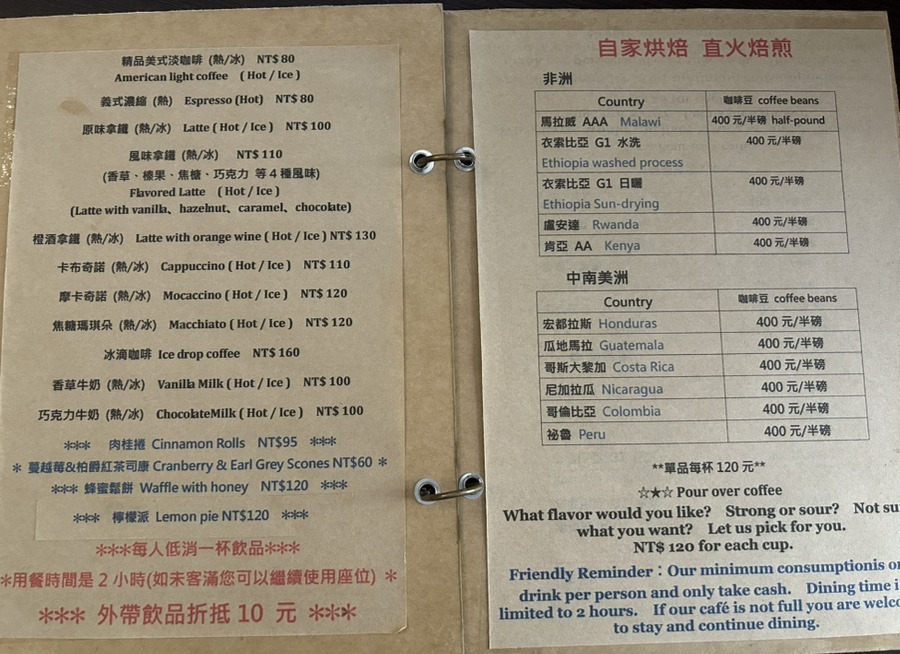 精品美式淡咖啡 (熱/冰) NT$ 80
American light coffee ( Hot / Ice )
義式濃縮 (熱) Espresso (Hot) NT$ 80
原味拿鐵 (熱/冰) Latte ( Hot / Ice ) NT$ 100
風味拿鐵 (熱/冰) NT$ 110
(香草、榛果、焦糖、巧克力 等 4 種風味)
Flavored Latte ( Hot / Ice )
(Latte with vanilla、hazelnut、caramel、chocolate)
橙酒拿鐵 (熱/冰) Latte with orange wine ( Hot / Ice ) NT$ 130
卡布奇諾 (熱/冰) Cappuccino ( Hot / Ice ) NT$ 110
摩卡奇諾 (熱/冰) Mocaccino ( Hot / Ice ) NT$ 120
焦糖瑪琪朵 (熱/冰) Macchiato ( Hot / Ice ) NT$ 120
冰滴咖啡 Ice drop coffee NT$ 160
香草牛奶 (熱/冰) Vanilla Milk ( Hot / Ice ) NT$ 100
巧克力牛奶 (熱/冰) ChocolateMilk ( Hot / Ice ) NT$ 100
*** 肉桂捲 Cinnamon Rolls NT$95 ***
* 蔓越莓&柏爵紅茶司康 Cranberry & Earl Grey Scones NT$60 *
*** 蜂蜜鬆餅 Waffle with honey NT$120 ***
*** 檸檬派 Lemon pie NT$120 ***
***每人低消一杯飲品***
*用餐時間是 2 小時(如未客滿您可以繼續使用座位) *
*** 外帶飲品折抵 10 元 ***
自家烘焙 直火焙煎
非洲
Country 咖啡豆 coffee beans
馬拉威 AAA Malawi 400 元/半磅 half-pound
衣索比亞 G1 水洗 400 元/半磅
Ethiopia washed process
衣索比亞 G1 日曬 400 元/半磅
Ethiopia Sun-drying
盧安達 Rwanda 400 元/半磅
肯亞 AA Kenya 400 元/半磅
中南美洲
Country 咖啡豆 coffee beans
宏都拉斯 Honduras 400 元/半磅
瓜地馬拉 Guatemala 400 元/半磅
哥斯大黎加 Costa Rica 400 元/半磅
尼加拉瓜 Nicaragua 400 元/半磅
哥倫比亞 Colombia 400 元/半磅
祕魯 Peru 400 元/半磅
**單品每杯 120 元**
☆★☆ Pour over coffee
What flavor would you like? Strong or sour? Not su
what you want? Let us pick for you.
NT$ 120 for each cup.
Friendly Reminder：Our minimum consumptionis o
drink per person and only take cash. Dining time i
limited to 2 hours. If our café is not full you are welco
to stay and continue dining.